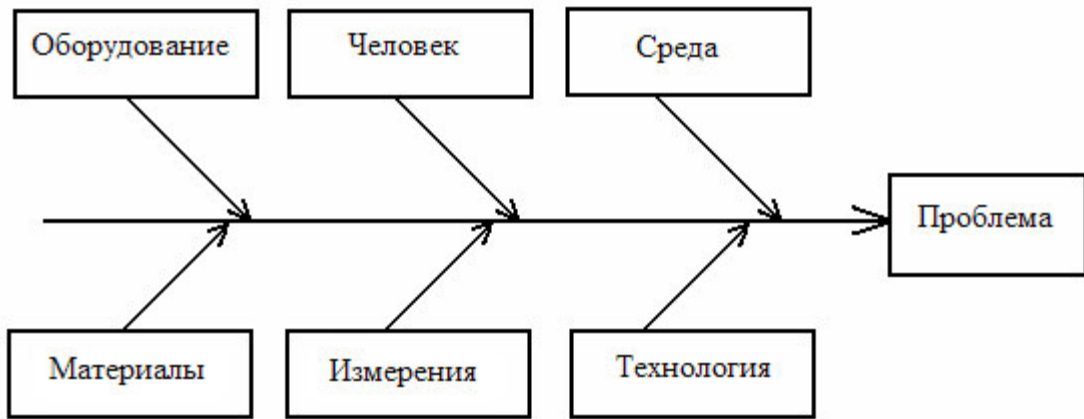 Оборудование
Человек
Среда
Проблема
Материалы
Измерения
Технология